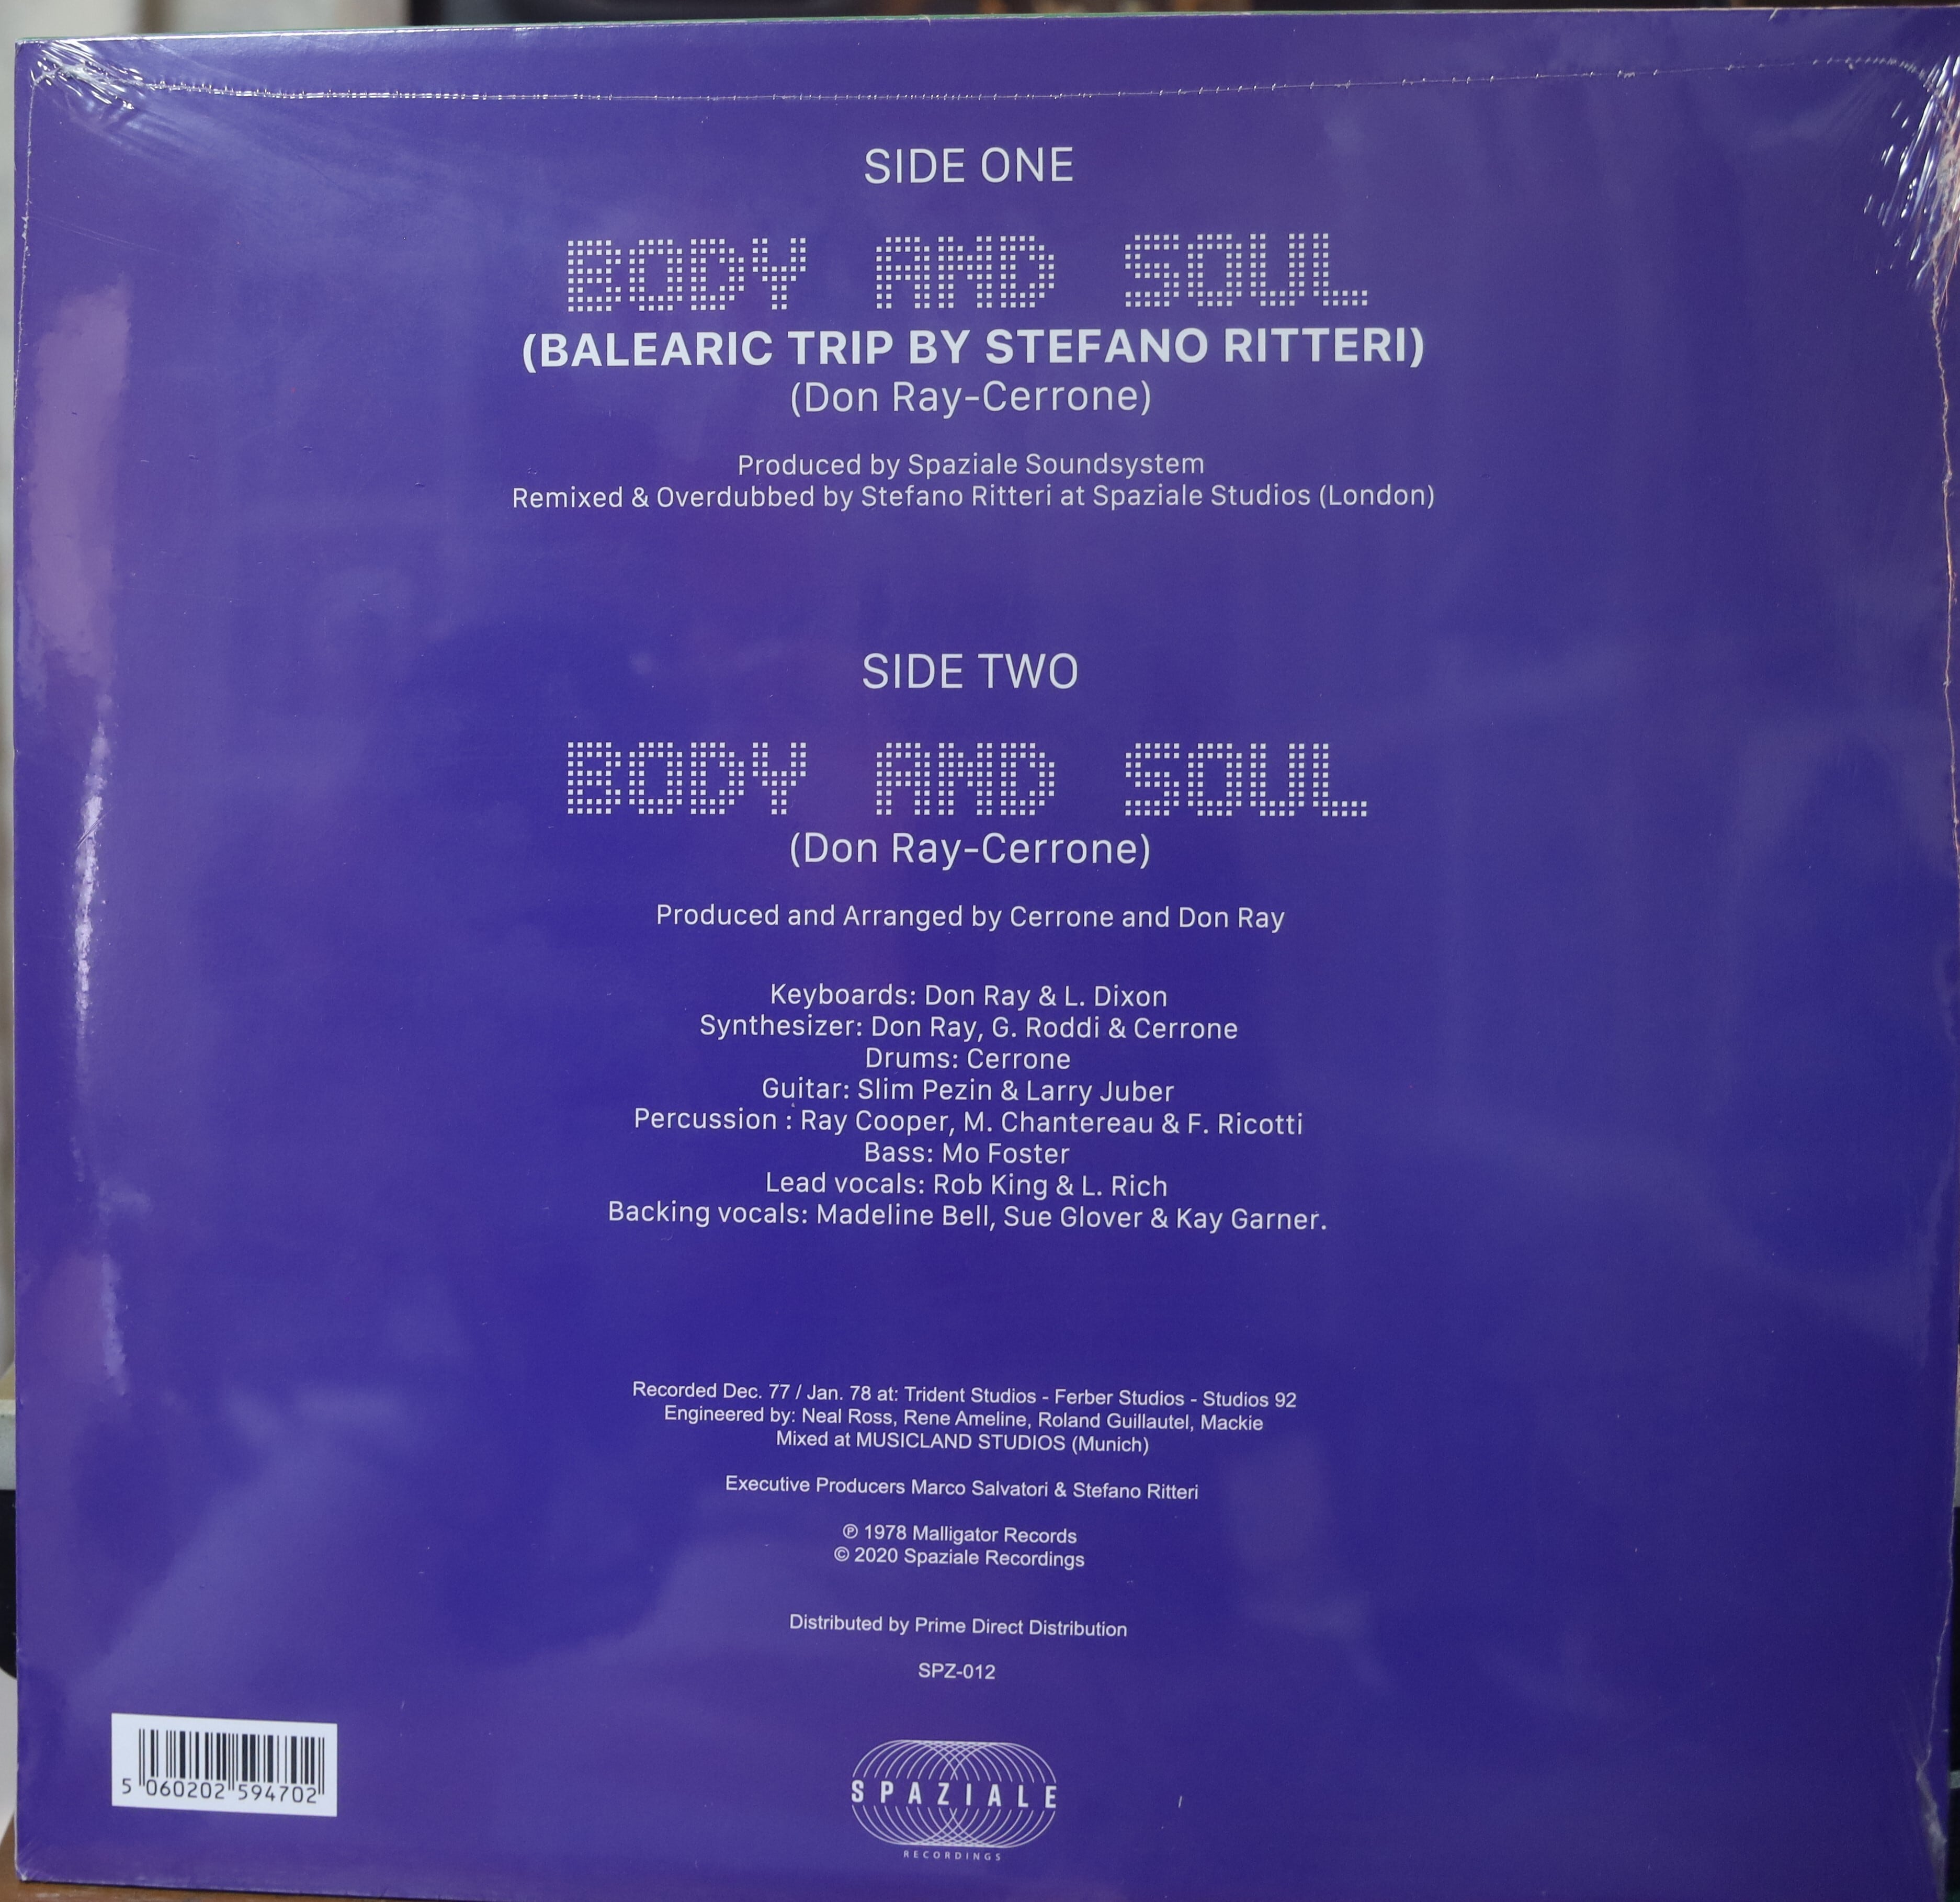 SIDE ONE
BODY AND SOUL
(BALEARIC TRIP BY STEFANO RITTERI)
(Don Ray-Cerrone)
Produced by Spaziale Soundsystem
Remixed & Overdubbed by Stefano Ritteri at Spaziale Studios (London)
SIDE TWO
BODY AND SOUL
(Don Ray-Cerrone)
Produced and Arranged by Cerrone and Don Ray
Keyboards: Don Ray & L. Dixon
Synthesizer: Don Ray, G. Roddi & Cerrone
Drums: Cerrone
Guitar: Slim Pezin & Larry Juber
Percussion : Ray Cooper, M. Chantereau & F. Ricotti
Bass: Mo Foster
Lead vocals: Rob King & L. Rich
Backing vocals: Madeline Bell, Sue Glover & Kay Garner.
Recorded Dec. 77 / Jan. 78 at: Trident Studios - Ferber Studios - Studios 92
Engineered by: Neal Ross, Rene Ameline, Roland Guillautel, Mackie
Mixed at MUSICLAND STUDIOS (Munich)
Executive Producers Marco Salvatori & Stefano Ritteri
℗ 1978 Malligator Records
© 2020 Spaziale Recordings
Distributed by Prime Direct Distribution
SPZ-012
5 060202 594702
SPAZIALE
RECORDINGS